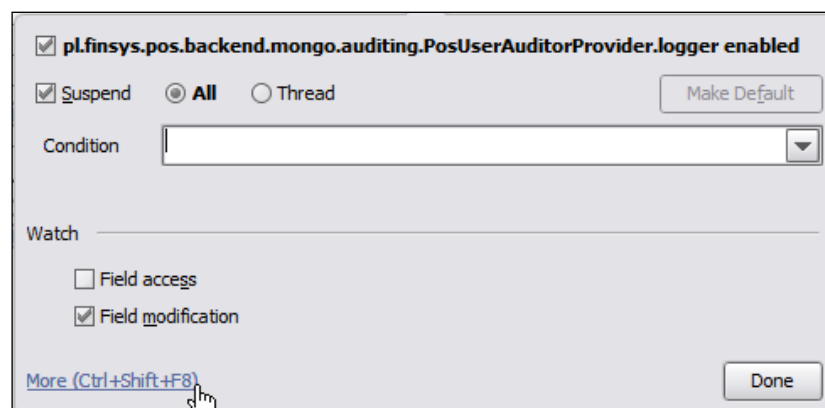 pl.finsys.pos.backend.mongo.auditing.PosUserAuditorProvider.logger enabled
Suspend All Thread Make Default
Condition
Watch
Field access
Field modification
More (Ctrl+Shift+F8) Done